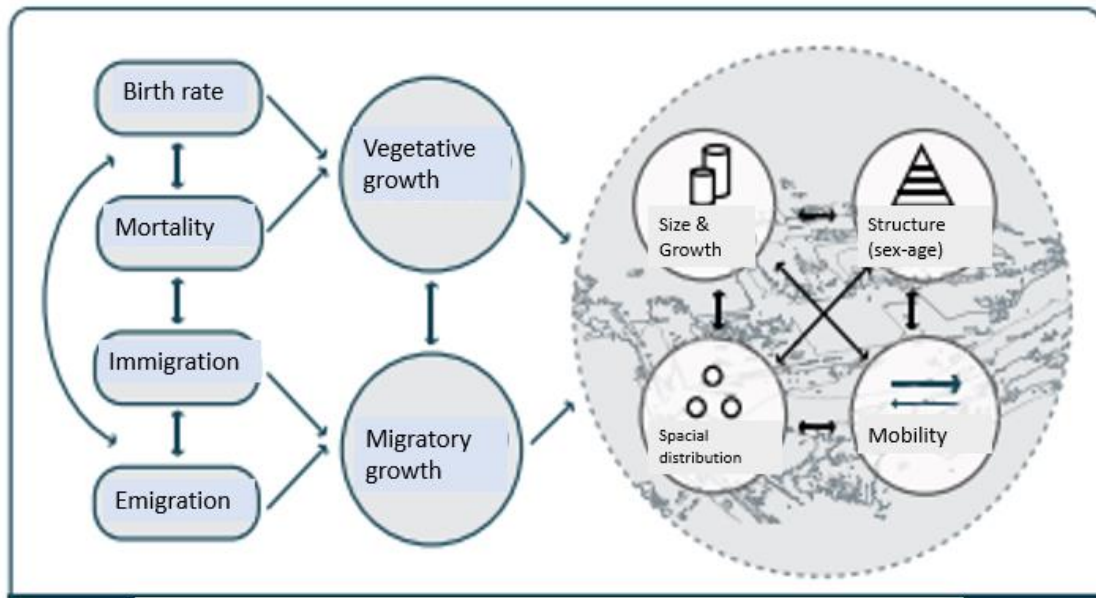 Birth rate
Mortality
Immigration
Emigration
Vegetative
growth
Migratory
growth
Size &
Growth
Structure
(sex-age)
Spacial
distribution
Mobility